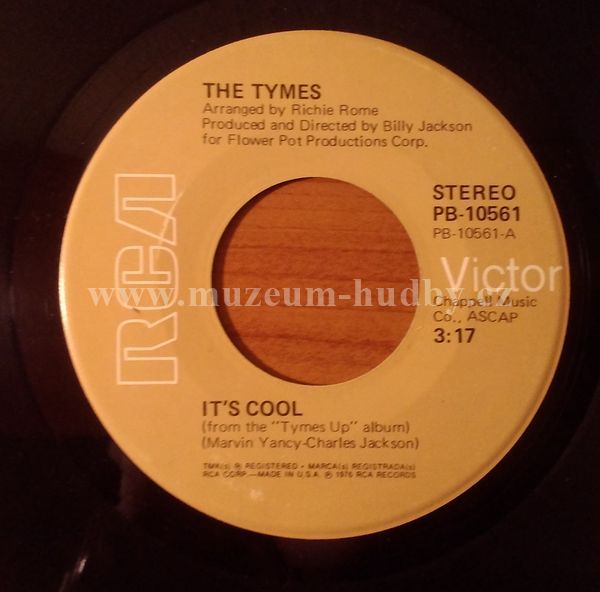 THE TYMES
Arranged by Richie Rome
Produced and Directed by Billy Jackson
for Flower Pot Productions Corp.
RCA
STEREO
PB-10561
PB-10561-A
Victor
www.muzeum-hudby.cz
Chappell Music
Co., ASCAP
3:17
IT'S COOL
(from the "Tymes Up" album)
(Marvin Yancy-Charles Jackson)
TMK(s) ® REGISTERED • MARCA(s) REGISTRADA(s)
RCA CORP.—MADE IN U.S.A. ℗ 1976 RCA RECORDS